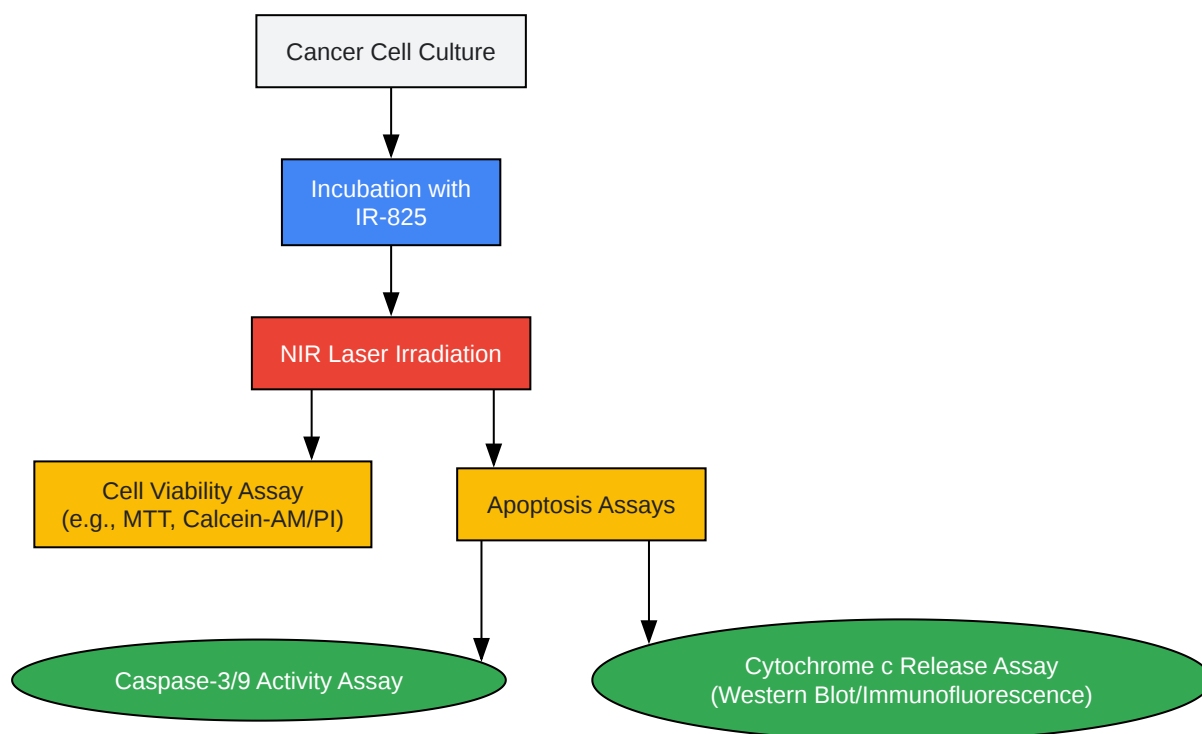 Cancer Cell Culture
Incubation with
IR-825
NIR Laser Irradiation
Cell Viability Assay
(e.g., MTT, Calcein-AM/PI)
Apoptosis Assays
Caspase-3/9 Activity Assay
Cytochrome c Release Assay
(Western Blot/Immunofluorescence)